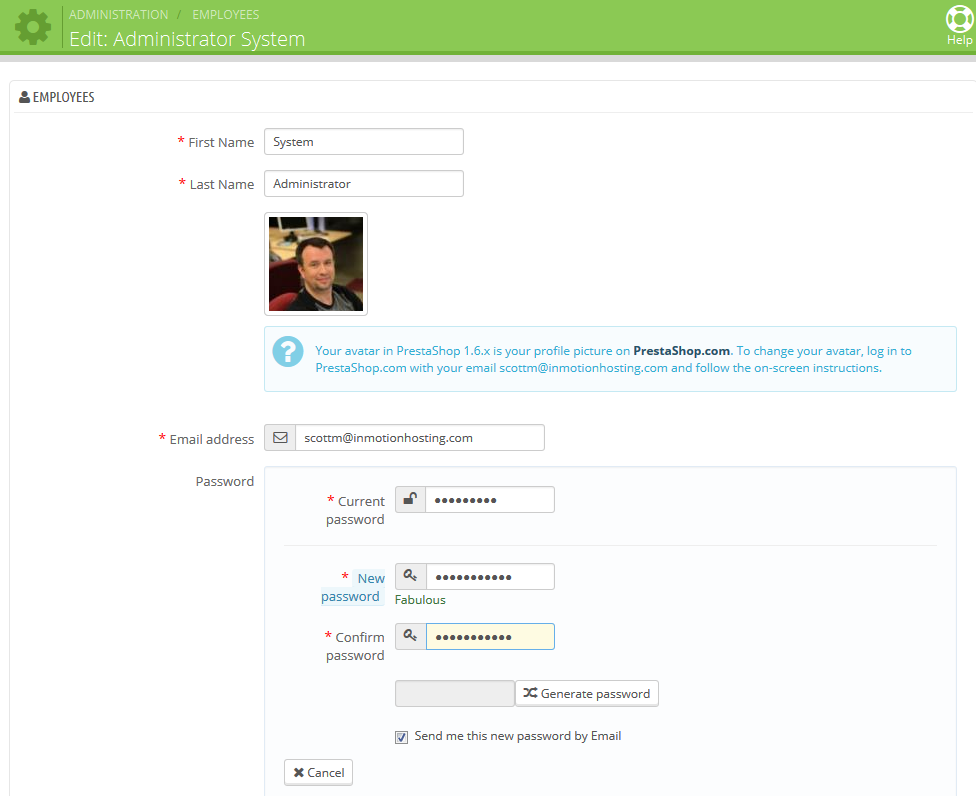 ADMINISTRATION / EMPLOYEES
Edit: Administrator System
Help
EMPLOYEES
* First Name System
* Last Name Administrator
? Your avatar in PrestaShop 1.6.x is your profile picture on PrestaShop.com. To change your avatar, log in to
PrestaShop.com with your email scottm@inmotionhosting.com and follow the on-screen instructions.
* Email address scottm@inmotionhosting.com
Password
* Current
password
●●●●●●●●●
* New
password
●●●●●●●●●●●
Fabulous
* Confirm
password
●●●●●●●●●●●
Generate password
Send me this new password by Email
Cancel